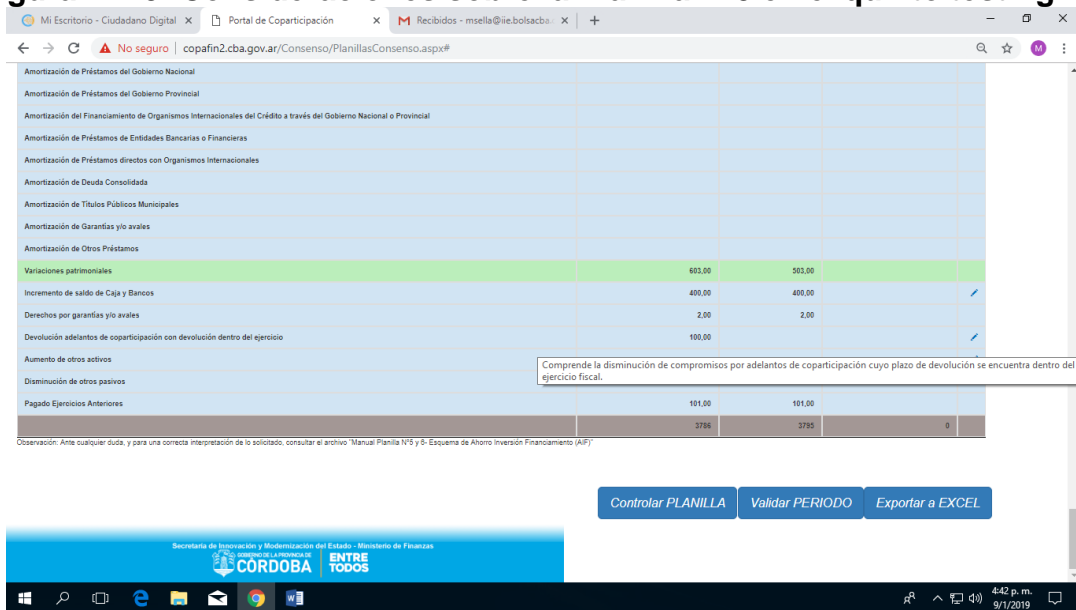 Mi Escritorio - Ciudadano Digital
Portal de Coparticipación
Recibidos - msella@iie.bolsacba.c
No seguro | copafin2.cba.gov.ar/Consenso/PlanillasConsenso.aspx#
M
Amortización de Préstamos del Gobierno Nacional
Amortización de Préstamos del Gobierno Provincial
Amortización del Financiamiento de Organismos Internacionales del Crédito a través del Gobierno Nacional o Provincial
Amortización de Préstamos de Entidades Bancarias o Financieras
Amortización de Préstamos directos con Organismos Internacionales
Amortización de Deuda Consolidada
Amortización de Títulos Públicos Municipales
Amortización de Garantías y/o avales
Amortización de Otros Préstamos
Variaciones patrimoniales 603,00 503,00
Incremento de saldo de Caja y Bancos 400,00 400,00
Derechos por garantías y/o avales 2,00 2,00
Devolución adelantos de coparticipación con devolución dentro del ejercicio 100,00
Aumento de otros activos
Comprende la disminución de compromisos por adelantos de coparticipación cuyo plazo de devolución se encuentra dentro del
ejercicio fiscal.
Disminución de otros pasivos
Pagado Ejercicios Anteriores 101,00 101,00
3786 3795 0
Observación: Ante cualquier duda, y para una correcta interpretación de lo solicitado, consultar el archivo "Manual Planilla Nº5 y 6- Esquema de Ahorro Inversión Financiamiento (AIF)"
Controlar PLANILLA Validar PERIODO Exportar a EXCEL
Secretaría de Innovación y Modernización del Estado - Ministerio de Finanzas
GOBIERNO DE LA PROVINCIA DE
CÓRDOBA
ENTRE
TODOS
4:42 p. m.
9/1/2019